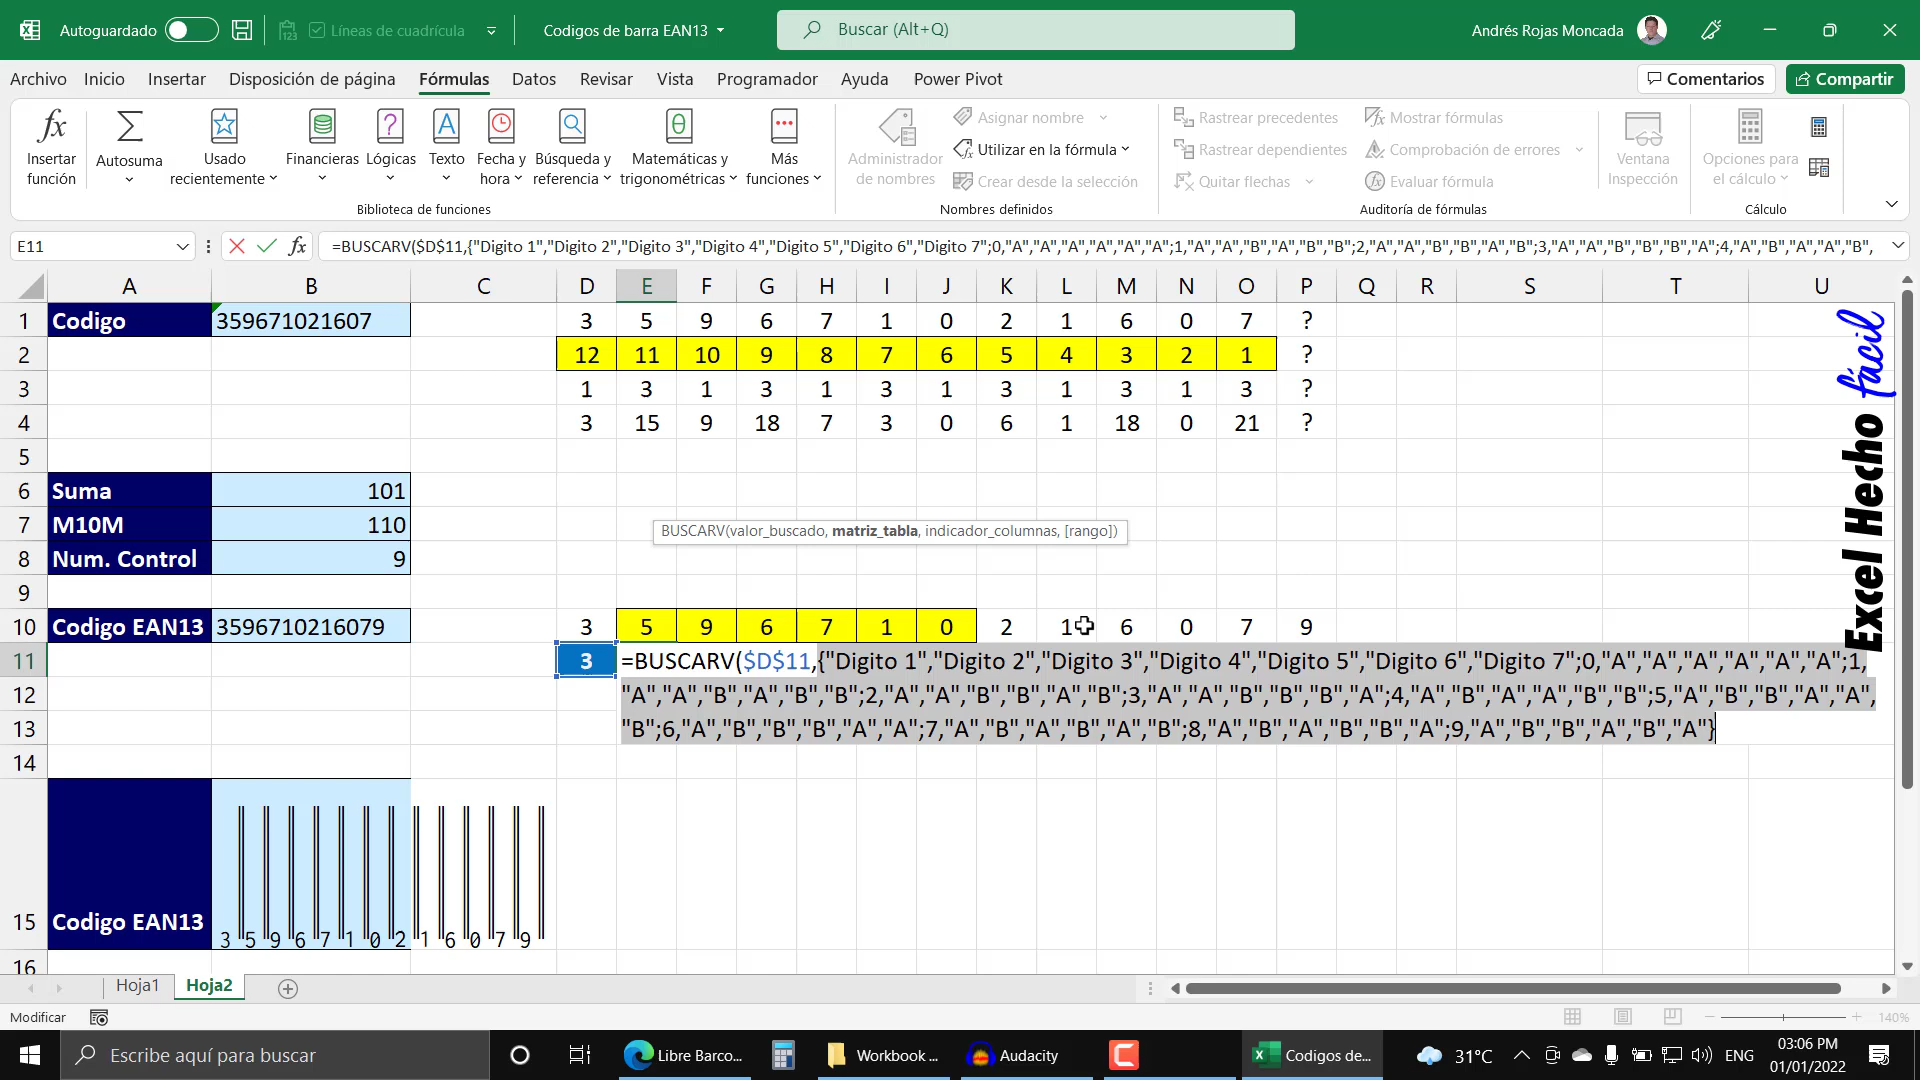 Autoguardado
Líneas de cuadrícula
Codigos de barra EAN13
Buscar (Alt+Q)
Andrés Rojas Moncada
Archivo Inicio Insertar Disposición de página Fórmulas Datos Revisar Vista Programador Ayuda Power Pivot
Comentarios
Compartir
Insertar función
Autosuma
Usado recientemente
Financieras
Lógicas
Texto
Fecha y hora
Búsqueda y referencia
Matemáticas y trigonométricas
Más funciones
Biblioteca de funciones
Administrador de nombres
Asignar nombre
Utilizar en la fórmula
Crear desde la selección
Nombres definidos
Rastrear precedentes
Rastrear dependientes
Quitar flechas
Mostrar fórmulas
Comprobación de errores
Evaluar fórmula
Auditoría de fórmulas
Ventana Inspección
Opciones para el cálculo
Cálculo
E11
fx
=BUSCARV($D$11,{"Digito 1","Digito 2","Digito 3","Digito 4","Digito 5","Digito 6","Digito 7";0,"A","A","A","A","A","A";1,"A","A","B","A","B","B";2,"A","A","B","B","A","B";3,"A","A","B","B","B","A";4,"A","B","A","A","B",
A B C D E F G H I J K L M N O P Q R S T U
1 Codigo 359671021607 3 5 9 6 7 1 0 2 1 6 0 7 ?
2 12 11 10 9 8 7 6 5 4 3 2 1 ?
3 1 3 1 3 1 3 1 3 1 3 1 3 ?
4 3 15 9 18 7 3 0 6 1 18 0 21 ?
5
6 Suma 101
7 M10M 110
BUSCARV(valor_buscado, matriz_tabla, indicador_columnas, [rango])
8 Num. Control 9
9
10 Codigo EAN13 3596710216079 3 5 9 6 7 1 0 2 1 6 0 7 9
11 3 =BUSCARV($D$11,{"Digito 1","Digito 2","Digito 3","Digito 4","Digito 5","Digito 6","Digito 7";0,"A","A","A","A","A","A";1,
12 "A","A","B","A","B","B";2,"A","A","B","B","A","B";3,"A","A","B","B","B","A";4,"A","B","A","A","B","B";5,"A","B","B","A","A",
13 "B";6,"A","B","B","B","A","A";7,"A","B","A","B","A","B";8,"A","B","A","B","B","A";9,"A","B","B","A","B","A"}
14
15 Codigo EAN13 3 5 9 6 7 1 0 2 1 6 0 7 9
16
Excel Hecho fácil
Hoja1 Hoja2
Modificar
140%
Escribe aquí para buscar
Libre Barco...
Workbook ...
Audacity
Codigos de...
31°C
ENG
03:06 PM
01/01/2022